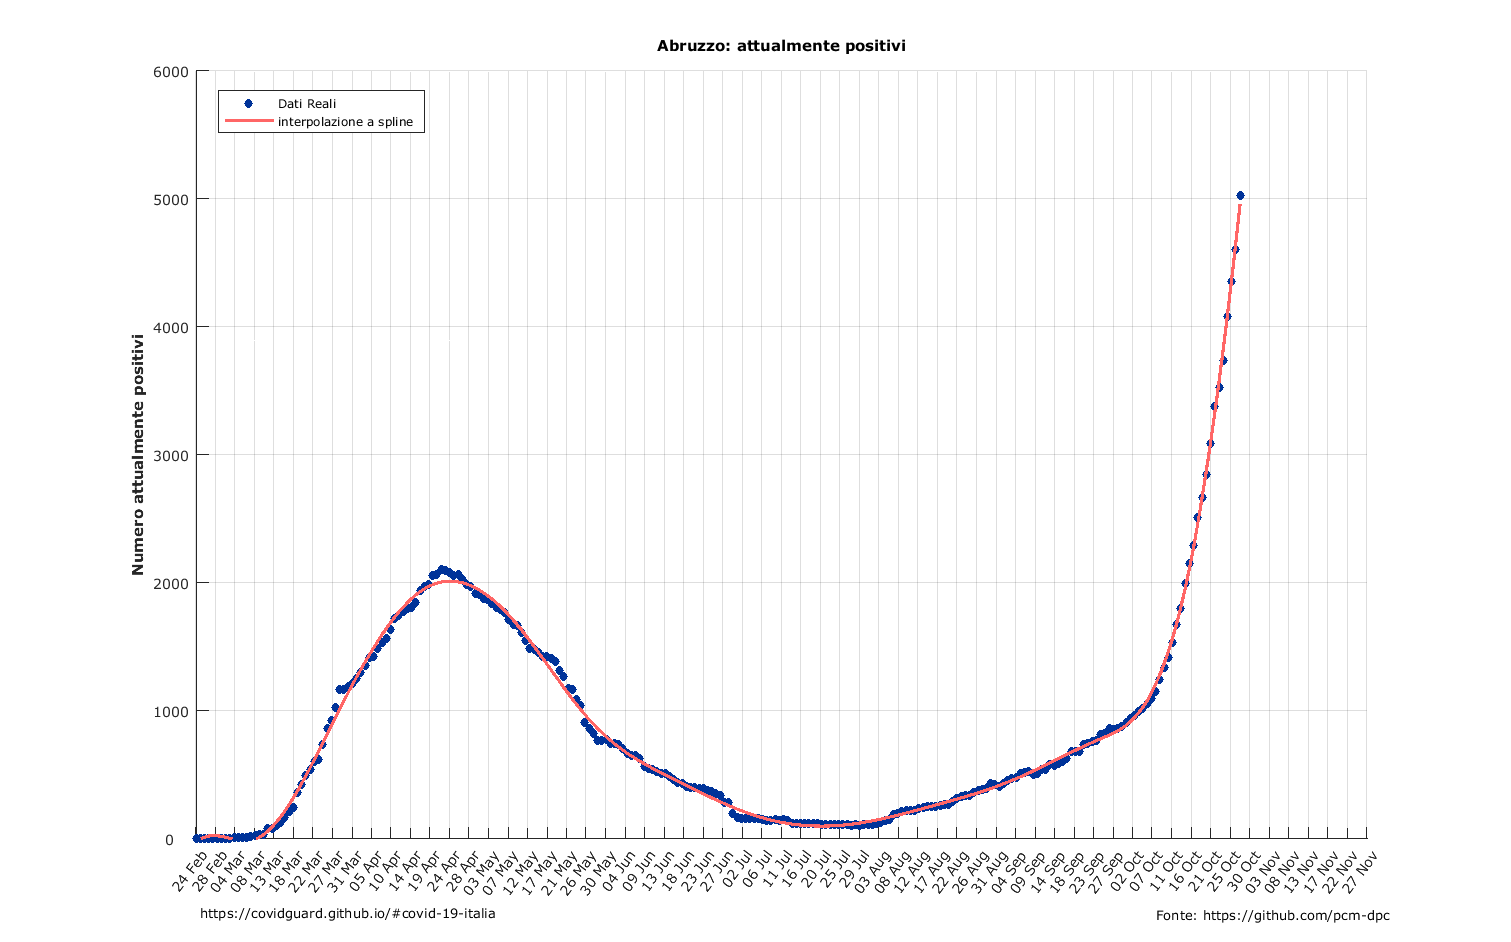 Abruzzo: attualmente positivi
6000
5000
4000
3000
2000
1000
0
Numero attualmente positivi
Dati Reali
interpolazione a spline
24 Feb
28 Feb
04 Mar
08 Mar
13 Mar
18 Mar
22 Mar
27 Mar
31 Mar
05 Apr
10 Apr
14 Apr
19 Apr
24 Apr
28 Apr
03 May
07 May
12 May
17 May
21 May
26 May
30 May
04 Jun
09 Jun
13 Jun
18 Jun
23 Jun
27 Jun
02 Jul
06 Jul
11 Jul
16 Jul
20 Jul
25 Jul
29 Jul
03 Aug
08 Aug
12 Aug
17 Aug
22 Aug
26 Aug
31 Aug
04 Sep
09 Sep
14 Sep
18 Sep
23 Sep
27 Sep
02 Oct
07 Oct
11 Oct
16 Oct
21 Oct
25 Oct
30 Oct
03 Nov
08 Nov
13 Nov
17 Nov
22 Nov
27 Nov
https://covidguard.github.io/#covid-19-italia
Fonte: https://github.com/pcm-dpc